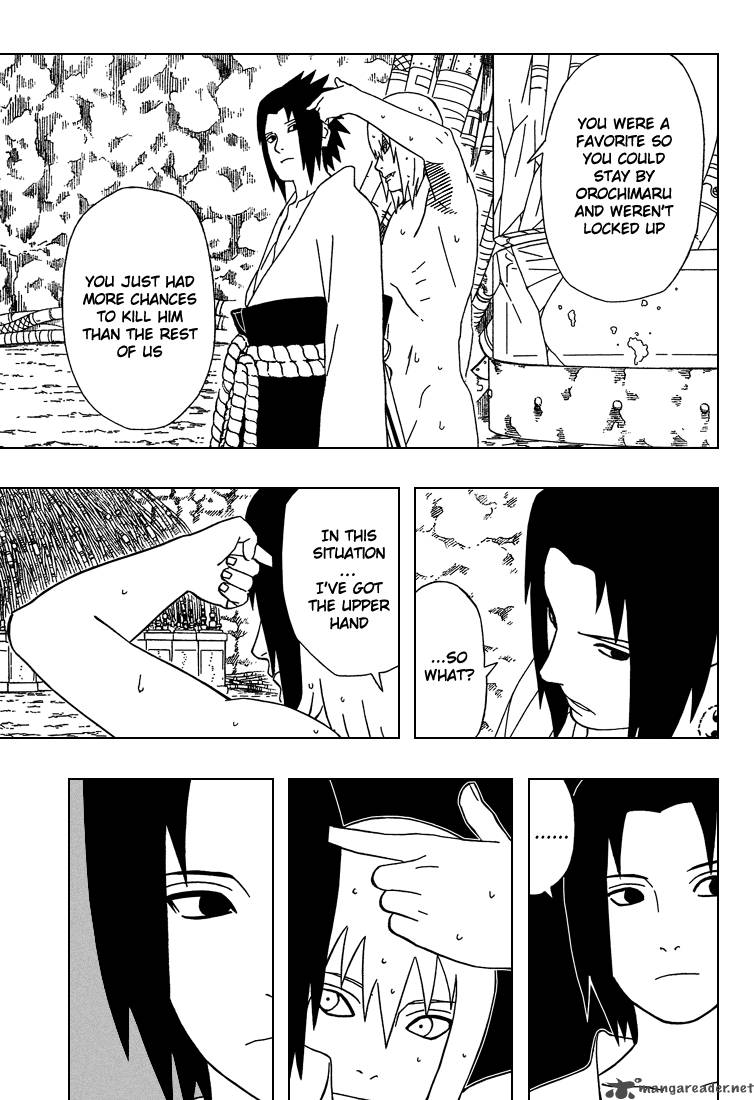 YOU WERE A
FAVORITE SO
YOU COULD
STAY BY
OROCHIMARU
AND WEREN'T
LOCKED UP
YOU JUST HAD
MORE CHANCES
TO KILL HIM
THAN THE REST
OF US
...SO
WHAT?
IN THIS
SITUATION
...
I'VE GOT
THE UPPER
HAND
......
mangareader.net